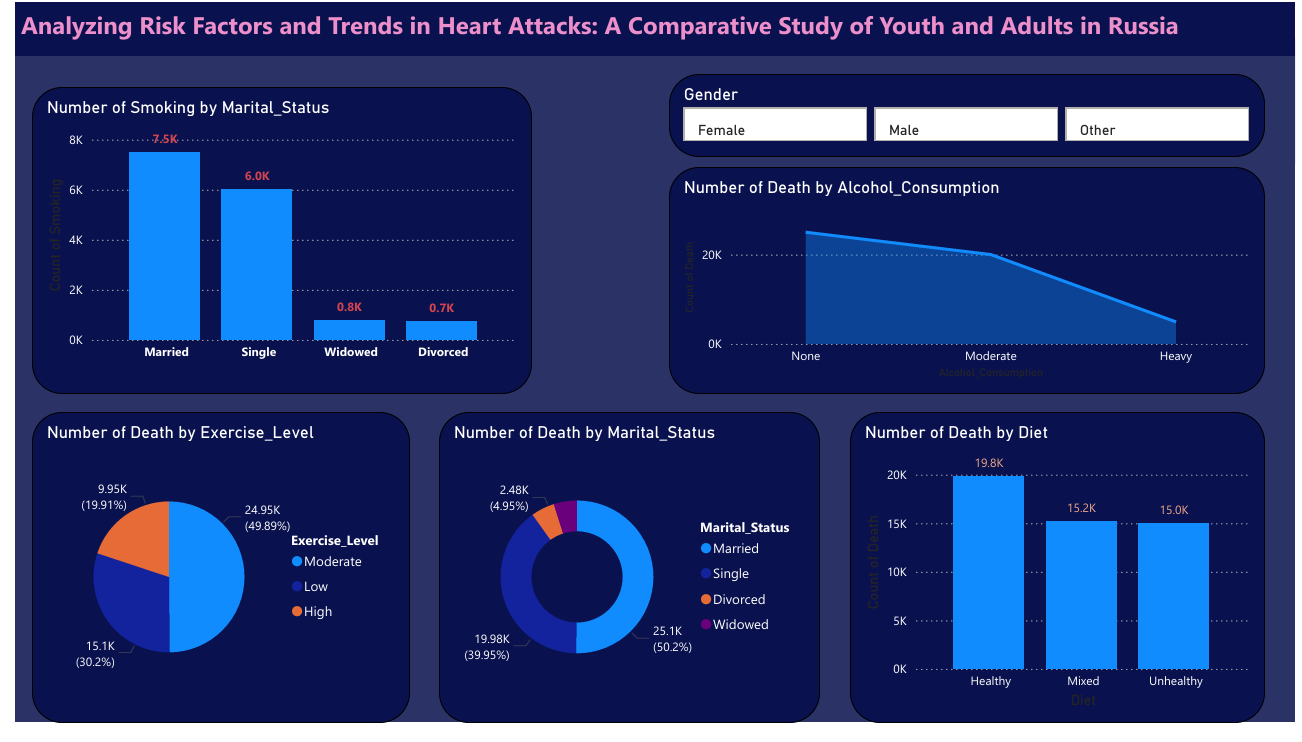 Analyzing Risk Factors and Trends in Heart Attacks: A Comparative Study of Youth and Adults in Russia
Number of Smoking by Marital_Status
Count of Smoking
8K
6K
4K
2K
0K
7.5K
6.0K
0.8K
0.7K
Married
Single
Widowed
Divorced
Gender
Female
Male
Other
Number of Death by Alcohol_Consumption
Count of Death
20K
0K
None
Moderate
Heavy
Alcohol_Consumption
Number of Death by Exercise_Level
9.95K
(19.91%)
24.95K
(49.89%)
15.1K
(30.2%)
Exercise_Level
Moderate
Low
High
Number of Death by Marital_Status
2.48K
(4.95%)
19.98K
(39.95%)
25.1K
(50.2%)
Marital_Status
Married
Single
Divorced
Widowed
Number of Death by Diet
Count of Death
20K
15K
10K
5K
0K
19.8K
15.2K
15.0K
Healthy
Mixed
Unhealthy
Diet